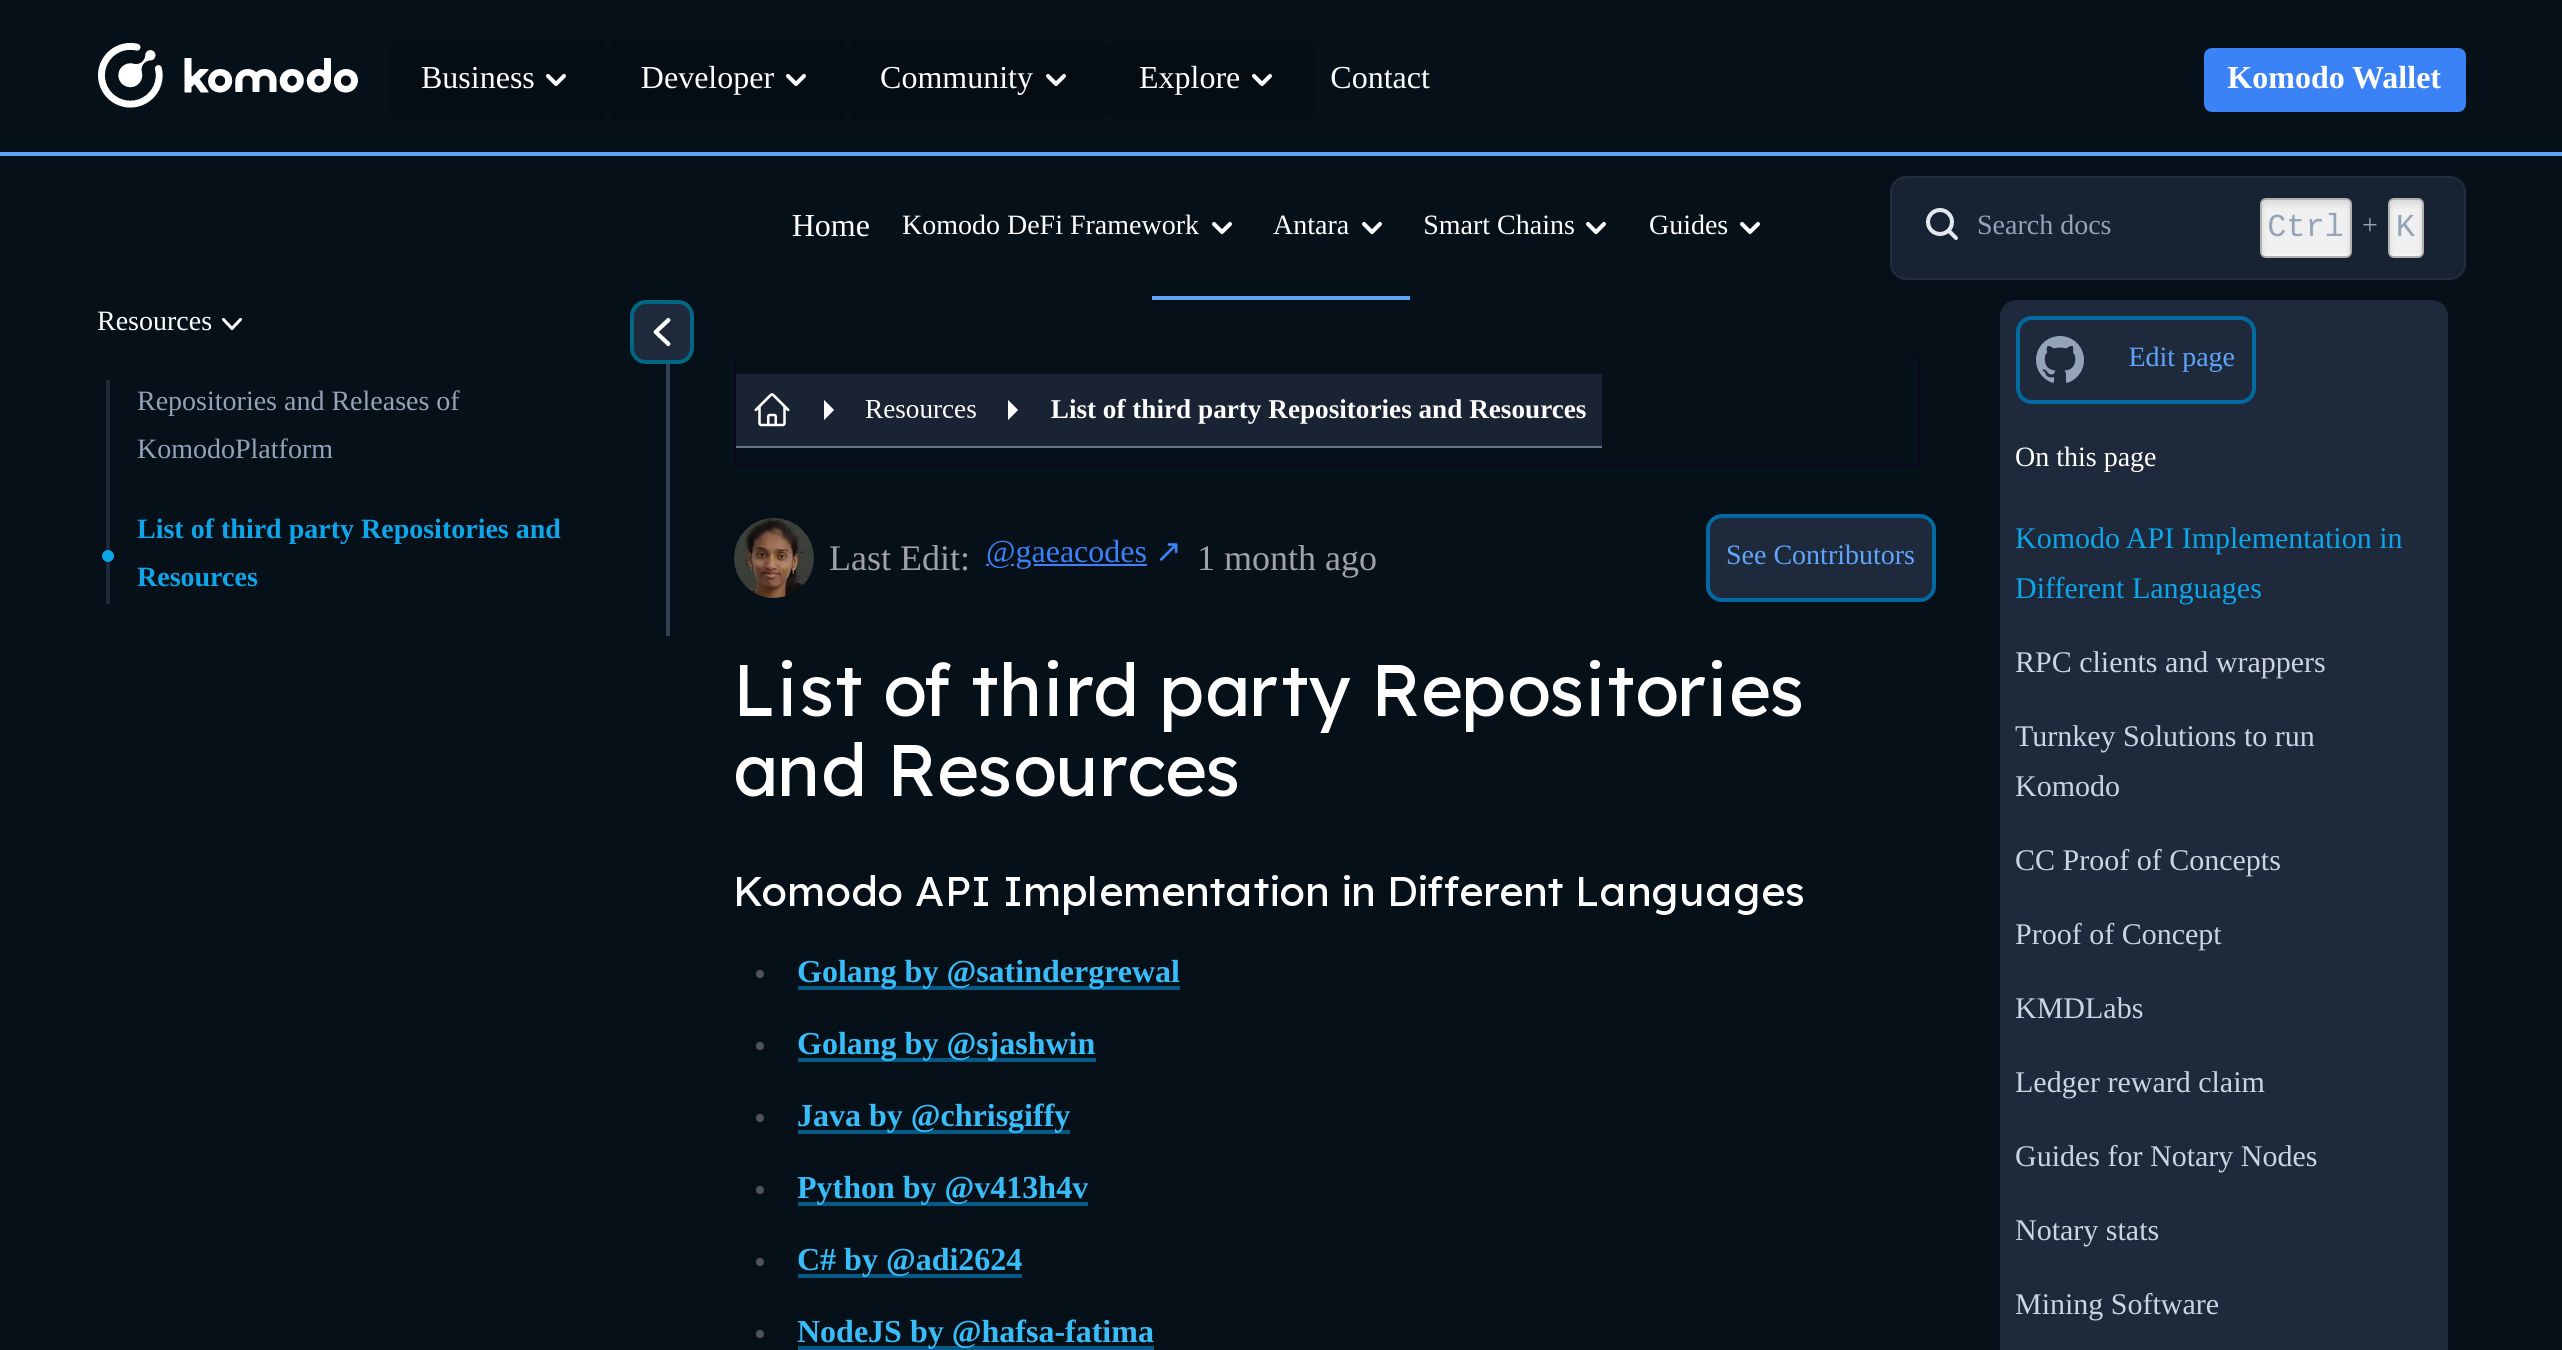 komodo
Business
Developer
Community
Explore
Contact
Komodo Wallet
Home
Komodo DeFi Framework
Antara
Smart Chains
Guides
Search docs
Ctrl + K
Resources
Repositories and Releases of
KomodoPlatform
List of third party Repositories and
Resources
Resources
List of third party Repositories and Resources
Last Edit: @gaeacodes ↗ 1 month ago
See Contributors
List of third party Repositories
and Resources
Komodo API Implementation in Different Languages
Golang by @satindergrewal
Golang by @sjashwin
Java by @chrisgiffy
Python by @v413h4v
C# by @adi2624
NodeJS by @hafsa-fatima
Edit page
On this page
Komodo API Implementation in
Different Languages
RPC clients and wrappers
Turnkey Solutions to run
Komodo
CC Proof of Concepts
Proof of Concept
KMDLabs
Ledger reward claim
Guides for Notary Nodes
Notary stats
Mining Software